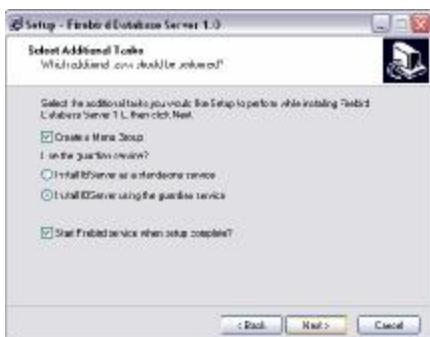 Setup - Firebird Database Server 1.0
Select Additional Tasks
Which additional tasks should be performed?
Select the additional tasks you would like Setup to perform while installing Firebird
Database Server 1.0, then click Next.
Create a Menu Group
Use the guardian service?
Install IBServer as a standalone service
Install IBServer using the guardian service
Start Firebird service when setup complete?
< Back
Next >
Cancel